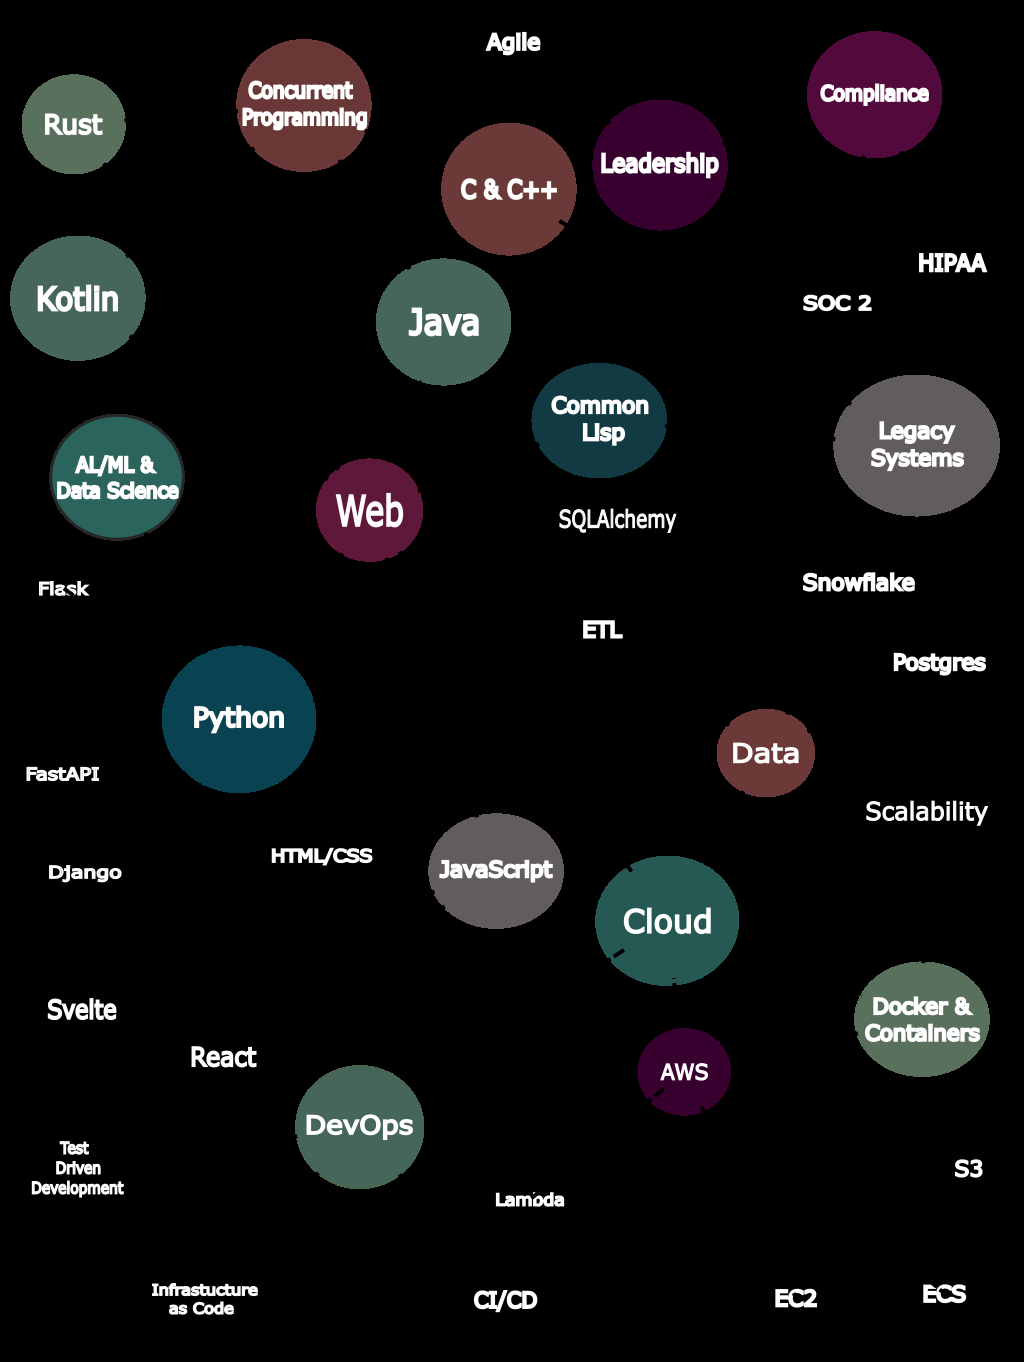 Agile
Concurrent
Programming
Compliance
Rust
Leadership
C & C++
HIPAA
Kotlin
SOC 2
Java
Common
Lisp
Legacy
Systems
AL/ML &
Data Science
Web
SQLAlchemy
Flask
Snowflake
ETL
Postgres
Python
Data
FastAPI
Scalability
HTML/CSS
JavaScript
Django
Cloud
Svelte
Docker &
Containers
React
AWS
DevOps
Test
Driven
Development
S3
Lambda
Infrastucture
as Code
CI/CD
EC2
ECS